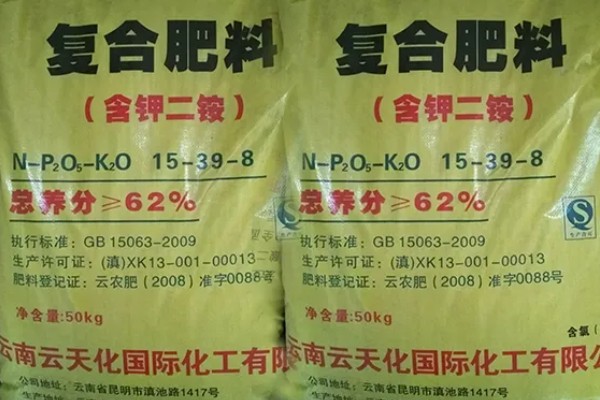 复合肥料
（含钾二铵）
N-P₂O₅-K₂O 15-39-8
总养分≥62%
执行标准：GB 15063-2009
生产许可证：(滇)XK13-001-00013
肥料登记证：云农肥（2008）准字0088号
净含量:50kg
云南云天化国际化工有限
公司地址：云南省昆明市滇池路1417号
复合肥料
（含钾二铵）
N-P₂O₅-K₂O 15-39-8
总养分≥62%
执行标准：GB 15063-2009
生产许可证：(滇)XK13-001-00013
肥料登记证：云农肥（2008）准字0088号
净含量:50kg
含氯（
云南云天化国际化工有限公
公司地址：云南省昆明市滇池路1417号